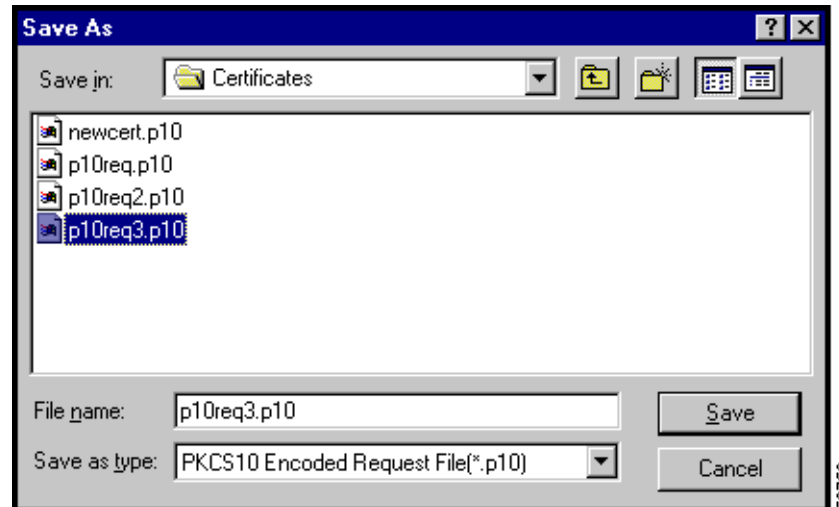 Save As
Save in: Certificates
newcert.p10
p10req.p10
p10req2.p10
p10req3.p10
File name: p10req3.p10 Save
Save as type: PKCS10 Encoded Request File(*.p10) Cancel